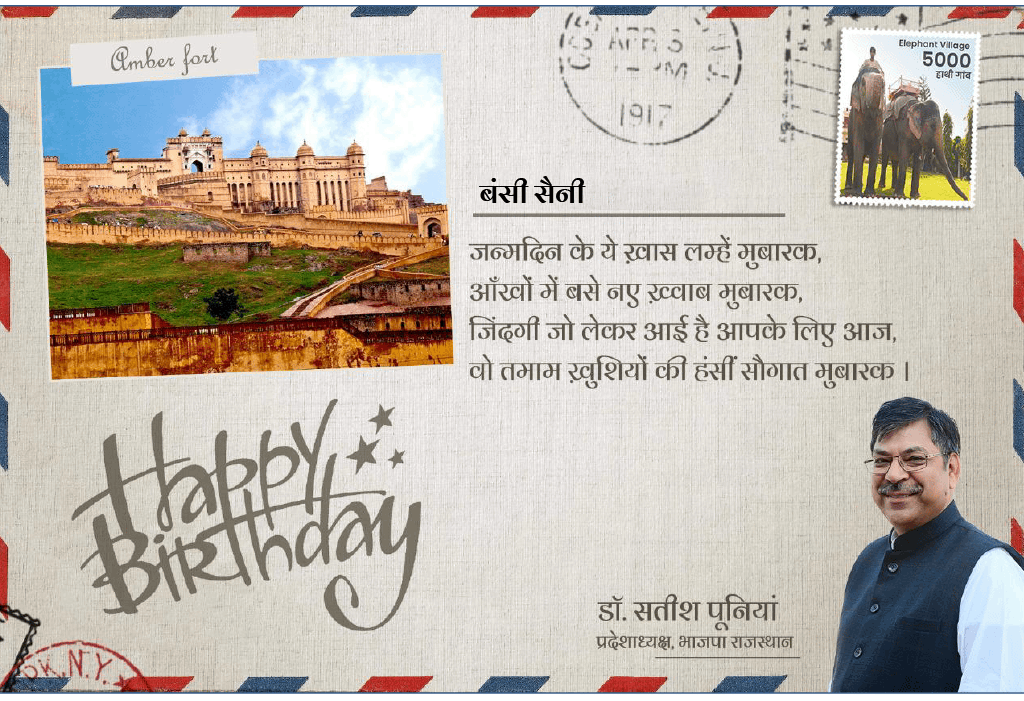 Amber fort
APR 3
PM
1917
Elephant Village
5000
हाथी गांव
बंसी सैनी
जन्मदिन के ये ख़ास लम्हें मुबारक,
आँखों में बसे नए ख़्वाब मुबारक,
जिंदगी जो लेकर आई है आपके लिए आज,
वो तमाम ख़ुशियों की हंसीं सौगात मुबारक ।
Happy
Birthday
डॉ. सतीश पूनियां
प्रदेशाध्यक्ष, भाजपा राजस्थान
K.N.Y.